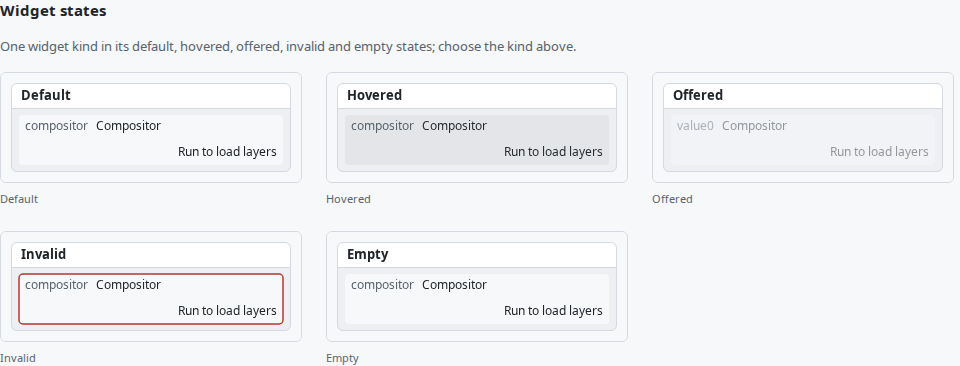 Widget states
One widget kind in its default, hovered, offered, invalid and empty states; choose the kind above.
Default
compositor Compositor
Run to load layers
Default
Hovered
compositor Compositor
Run to load layers
Hovered
Offered
value0 Compositor
Run to load layers
Offered
Invalid
compositor Compositor
Run to load layers
Invalid
Empty
compositor Compositor
Run to load layers
Empty